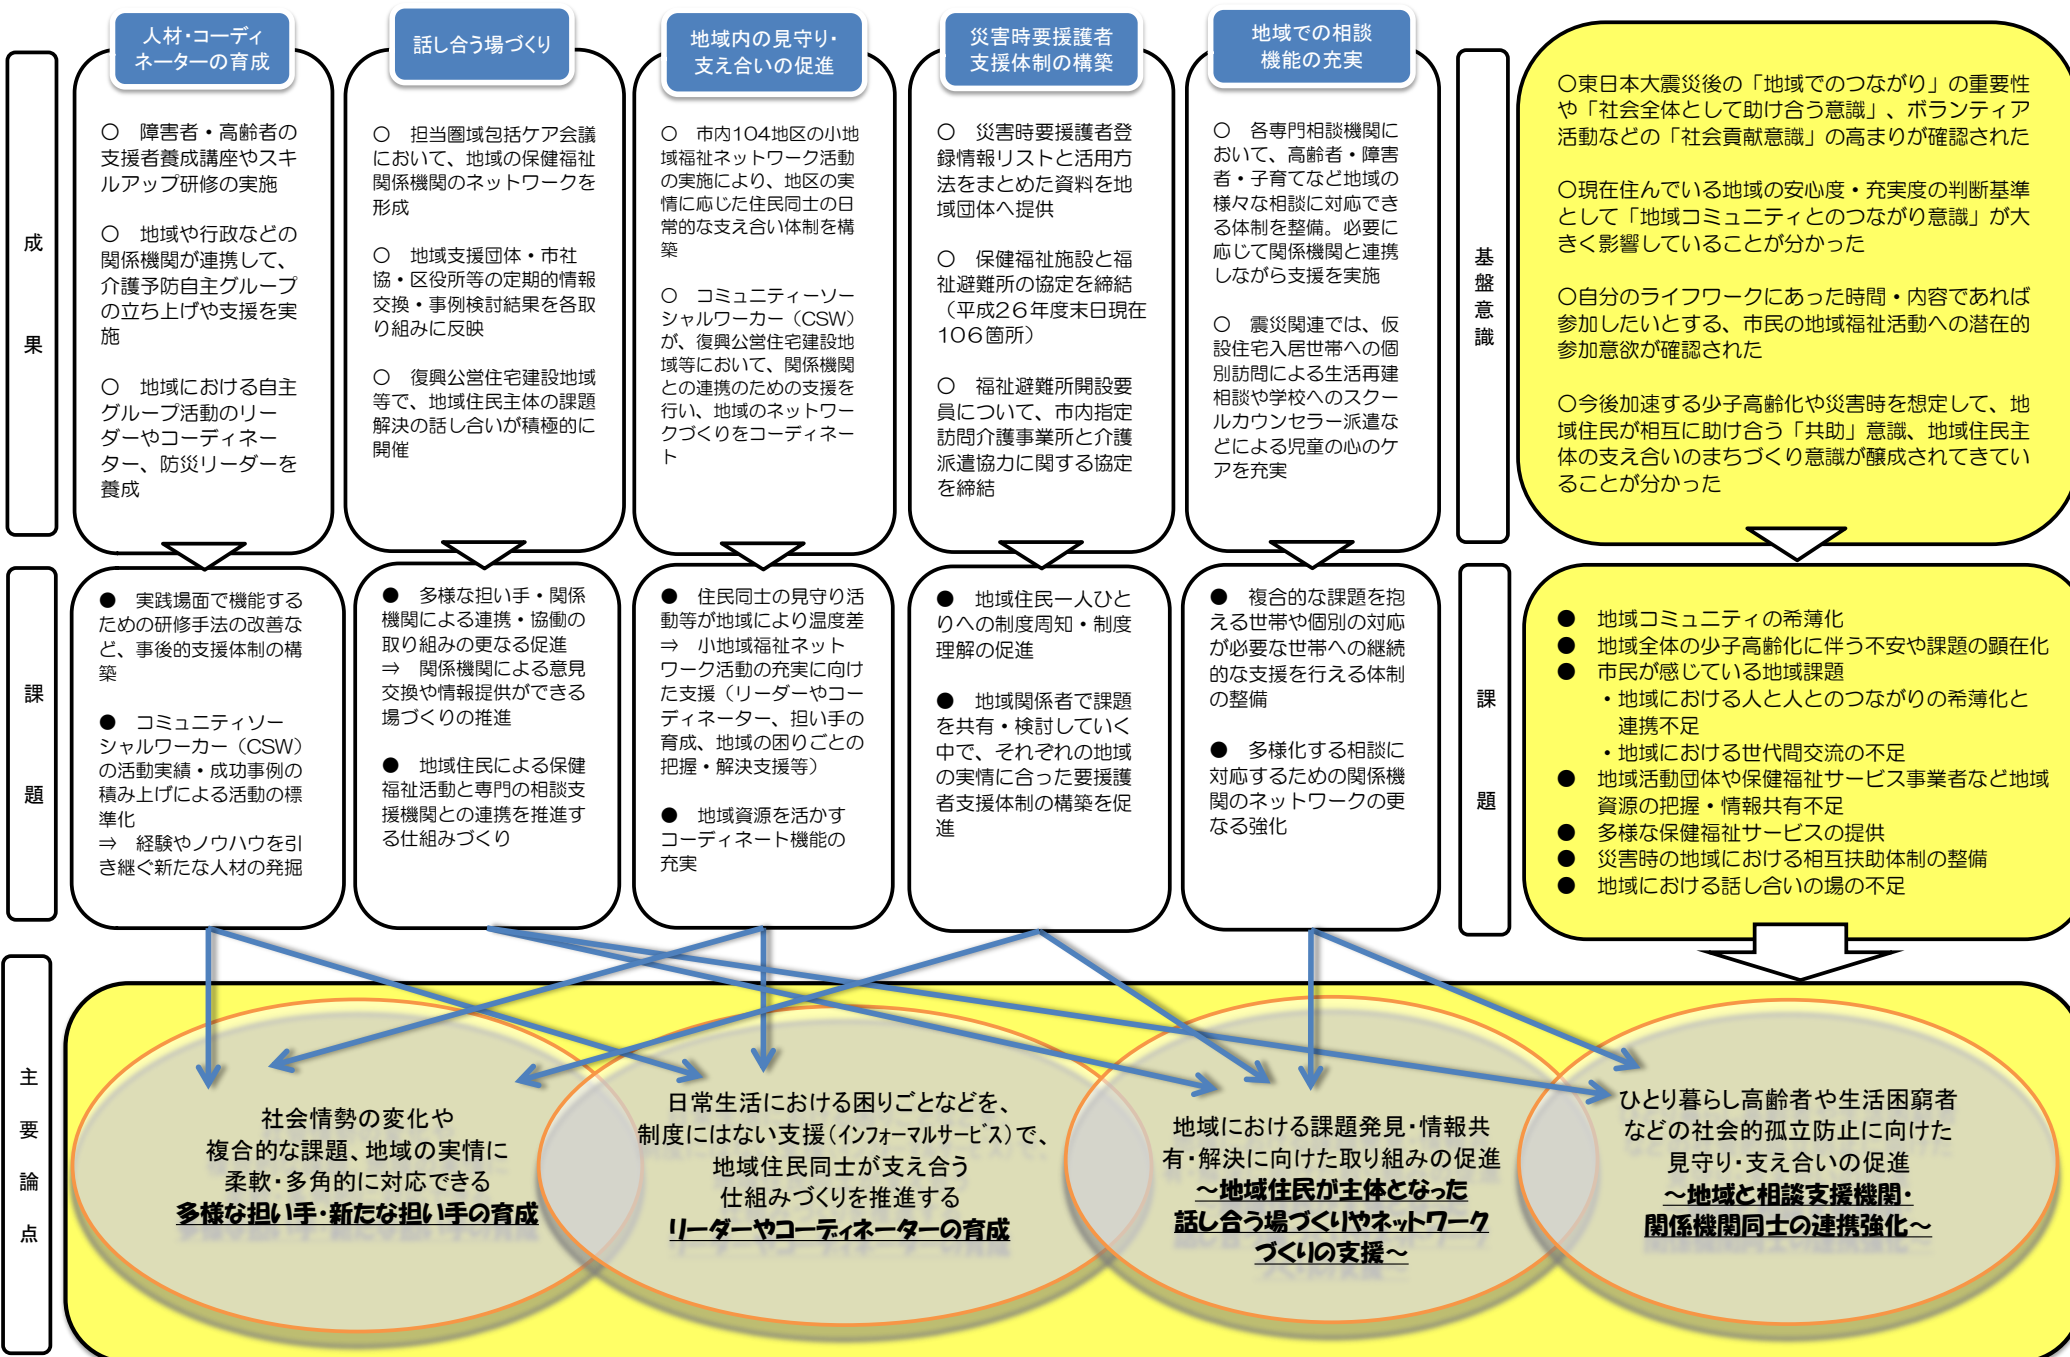 成果
人材・コーディ
ネーターの育成
○　障害者・高齢者の
支援者養成講座やスキ
ルアップ研修の実施
○　地域や行政などの
関係機関が連携して、
介護予防自主グループ
の立ち上げや支援を実
施
○　地域における自主
グループ活動のリー
ダーやコーディネー
ター、防災リーダーを
養成
話し合う場づくり
○　担当圏域包括ケア会議
において、地域の保健福祉
関係機関のネットワークを
形成
○　地域支援団体・市社
協・区役所等の定期的情報
交換・事例検討結果を各取
り組みに反映
○　復興公営住宅建設地域
等で、地域住民主体の課題
解決の話し合いが積極的に
開催
地域内の見守り・
支え合いの促進
○　市内104地区の小地
域福祉ネットワーク活動
の実施により、地区の実
情に応じた住民同士の日
常的な支え合い体制を構
築
○　コミュニティーソー
シャルワーカー（CSW）
が、復興公営住宅建設地
域等において、関係機関
との連携のための支援を
行い、地域のネットワー
クづくりをコーディネー
ト
災害時要援護者
支援体制の構築
○　災害時要援護者登
録情報リストと活用方
法をまとめた資料を地
域団体へ提供
○　保健福祉施設と福
祉避難所の協定を締結
（平成26年度末日現在
106箇所）
○　福祉避難所開設要
員について、市内指定
訪問介護事業所と介護
派遣協力に関する協定
を締結
地域での相談
機能の充実
○　各専門相談機関に
おいて、高齢者・障害
者・子育てなど地域の
様々な相談に対応でき
る体制を整備。必要に
応じて関係機関と連携
しながら支援を実施
○　震災関連では、仮
設住宅入居世帯への個
別訪問による生活再建
相談や学校へのスクー
ルカウンセラー派遣な
どによる児童の心のケ
アを充実
基盤意識
○東日本大震災後の「地域でのつながり」の重要性
や「社会全体として助け合う意識」、ボランティア
活動などの「社会貢献意識」の高まりが確認された
○現在住んでいる地域の安心度・充実度の判断基準
として「地域コミュニティとのつながり意識」が大
きく影響していることが分かった
○自分のライフワークにあった時間・内容であれば
参加したいとする、市民の地域福祉活動への潜在的
参加意欲が確認された
○今後加速する少子高齢化や災害時を想定して、地
域住民が相互に助け合う「共助」意識、地域住民主
体の支え合いのまちづくり意識が醸成されてきてい
ることが分かった
課題
●　実践場面で機能する
ための研修手法の改善な
ど、事後的支援体制の構
築
●　コミュニティソー
シャルワーカー（CSW）
の活動実績・成功事例の
積み上げによる活動の標
準化
⇒　経験やノウハウを引
き継ぐ新たな人材の発掘
●　多様な担い手・関係
機関による連携・協働の
取り組みの更なる促進
⇒　関係機関による意見
交換や情報提供ができる
場づくりの推進
●　地域住民による保健
福祉活動と専門の相談支
援機関との連携を推進す
る仕組みづくり
●　住民同士の見守り活
動等が地域により温度差
⇒　小地域福祉ネット
ワーク活動の充実に向け
た支援（リーダーやコー
ディネーター、担い手の
育成、地域の困りごとの
把握・解決支援等）
●　地域資源を活かす
コーディネート機能の
充実
●　地域住民一人ひと
りへの制度周知・制度
理解の促進
●　地域関係者で課題
を共有・検討していく
中で、それぞれの地域
の実情に合った要援護
者支援体制の構築を促
進
●　複合的な課題を抱
える世帯や個別の対応
が必要な世帯への継続
的な支援を行える体制
の整備
●　多様化する相談に
対応するための関係機
関のネットワークの更
なる強化
課題
●　地域コミュニティの希薄化
●　地域全体の少子高齢化に伴う不安や課題の顕在化
●　市民が感じている地域課題
・地域における人と人とのつながりの希薄化と
連携不足
・地域における世代間交流の不足
●　地域活動団体や保健福祉サービス事業者など地域
資源の把握・情報共有不足
●　多様な保健福祉サービスの提供
●　災害時の地域における相互扶助体制の整備
●　地域における話し合いの場の不足
主要論点
社会情勢の変化や
複合的な課題、地域の実情に
柔軟・多角的に対応できる
多様な担い手・新たな担い手の育成
日常生活における困りごとなどを、
制度にはない支援（インフォーマルサービス）で、
地域住民同士が支え合う
仕組みづくりを推進する
リーダーやコーディネーターの育成
地域における課題発見・情報共
有・解決に向けた取り組みの促進
～地域住民が主体となった
話し合う場づくりやネットワーク
づくりの支援～
ひとり暮らし高齢者や生活困窮者
などの社会的孤立防止に向けた
見守り・支え合いの促進
～地域と相談支援機関・
関係機関同士の連携強化～